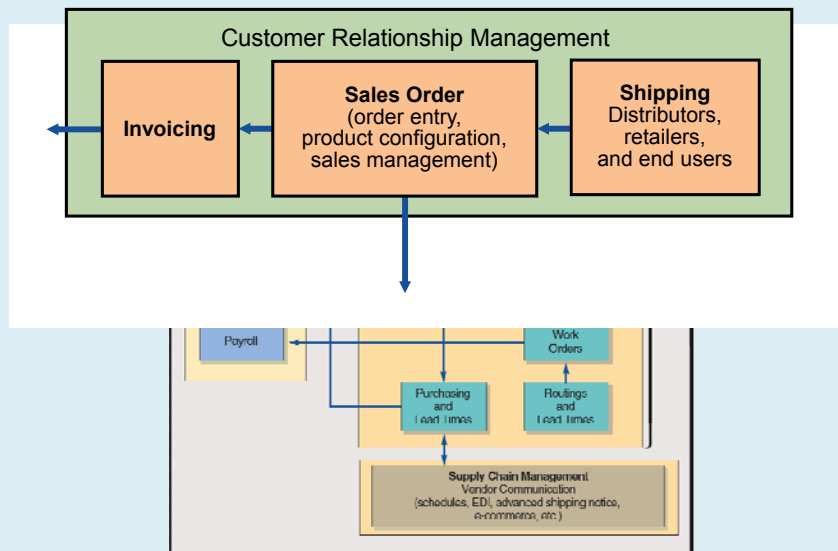 Customer Relationship Management
Invoicing
Sales Order
(order entry,
product configuration,
sales management)
Shipping
Distributors,
retailers,
and end users
Payroll
Work
Orders
Purchasing
and
Lead Times
Routings
and
Lead Times
Supply Chain Management
Vendor Communication
(schedules, EDI, advanced shipping notice,
e-commerce, etc.)